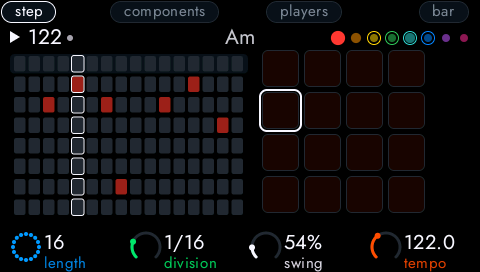 step components players bar
122 Am
16 1/16 54% 122.0
length division swing tempo